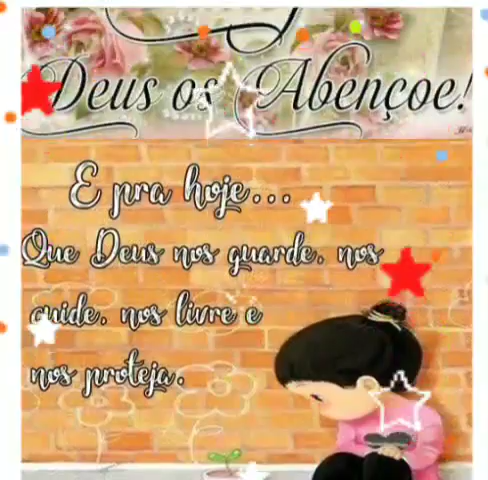 Deus os Abençoe!
E pra hoje...
Que Deus nos guarde, nos
guide, nos livre e
nos proteja.